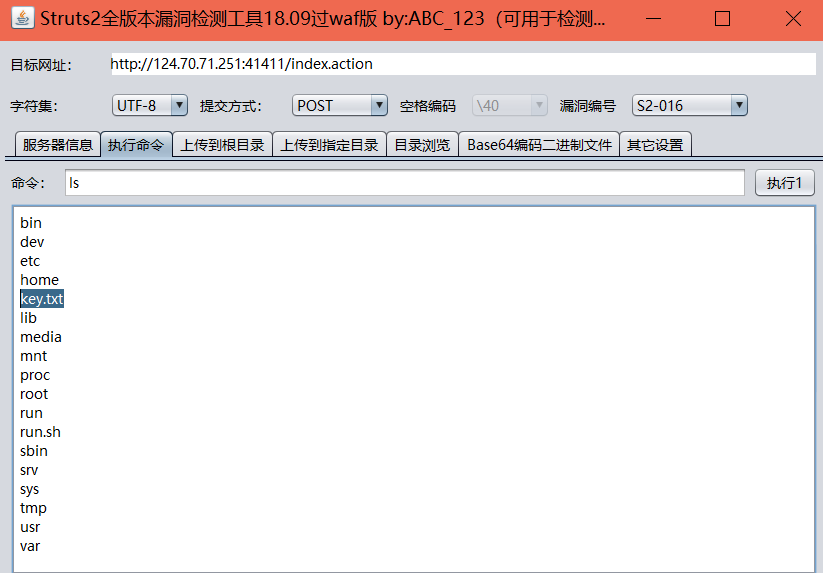 Struts2全版本漏洞检测工具18.09过waf版 by:ABC_123（可用于检测...
目标网址： http://124.70.71.251:41411/index.action
字符集： UTF-8 提交方式： POST 空格编码 \40 漏洞编号 S2-016
服务器信息 执行命令 上传到根目录 上传到指定目录 目录浏览 Base64编码二进制文件 其它设置
命令： ls 执行1
bin
dev
etc
home
key.txt
lib
media
mnt
proc
root
run
run.sh
sbin
srv
sys
tmp
usr
var